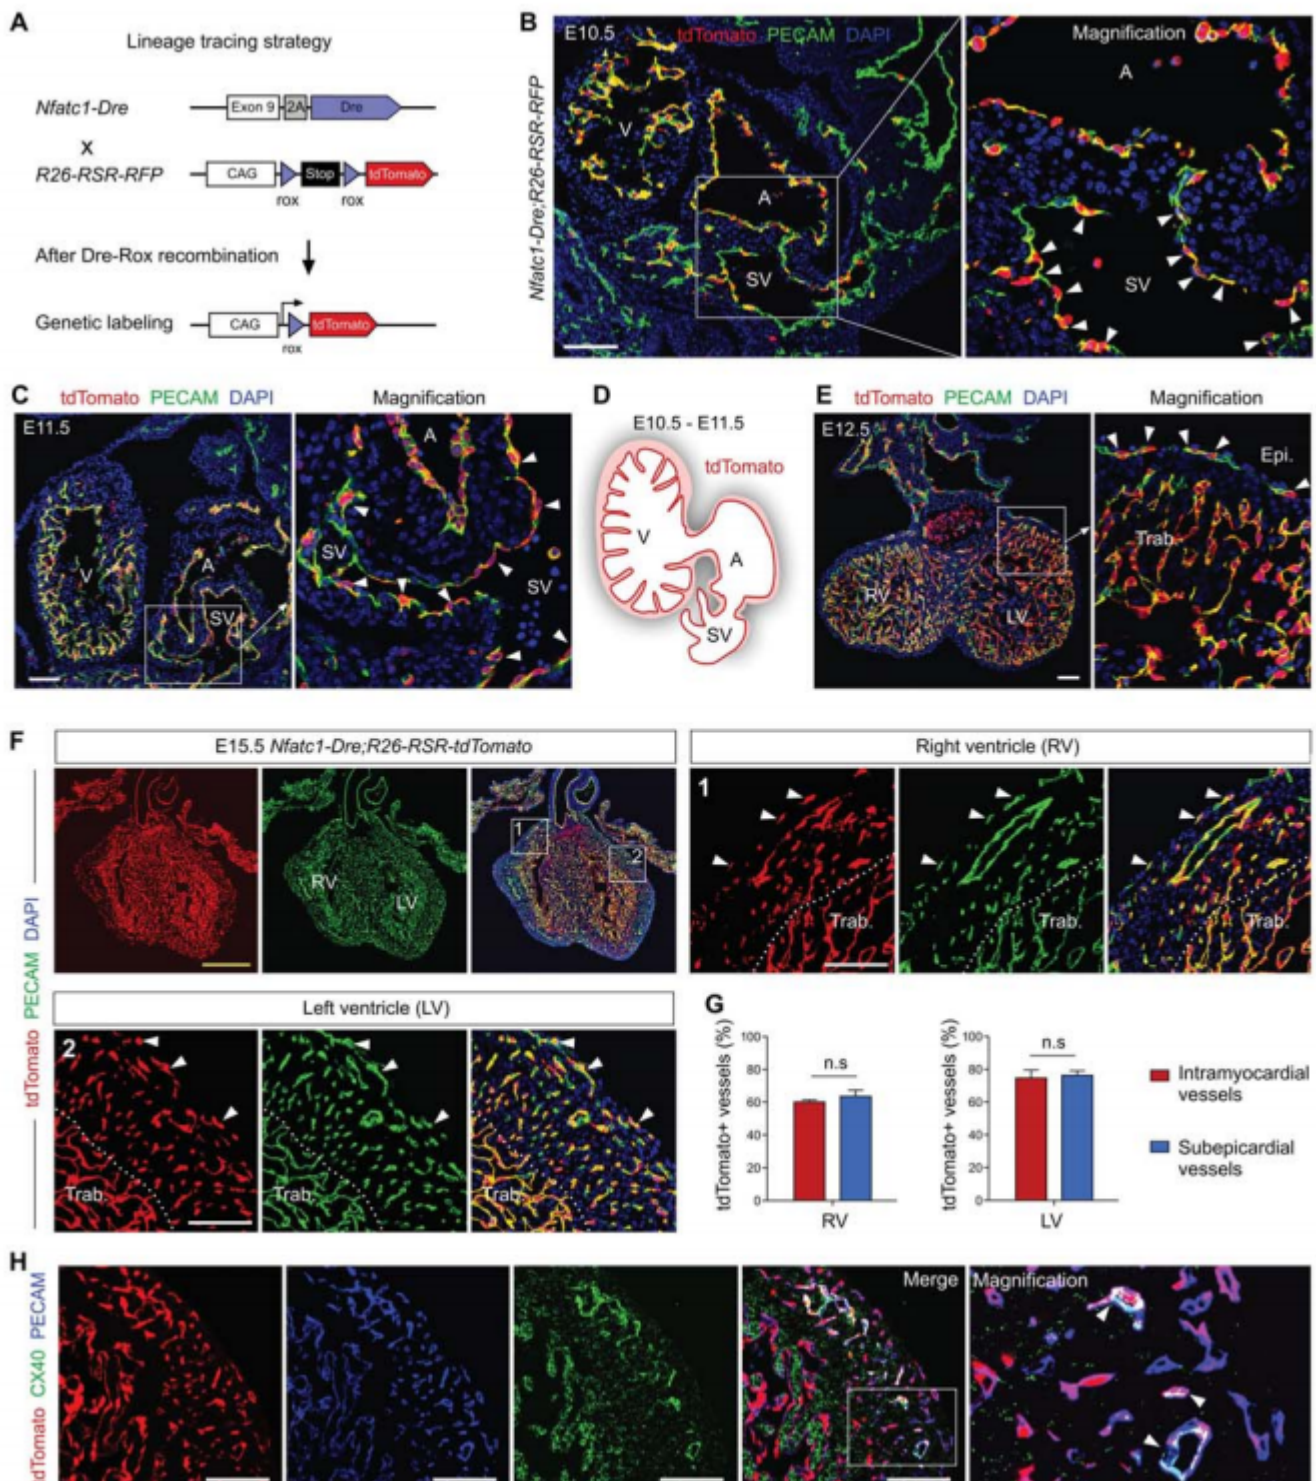 A
Lineage tracing strategy
Nfatc1-Dre
Exon 9 2A Dre
X
R26-RSR-RFP
CAG Stop tdTomato
rox rox
After Dre-Rox recombination
Genetic labeling
CAG tdTomato
rox
B
Nfatc1-Dre;R26-RSR-RFP
E10.5 tdTomato PECAM DAPI
V
A
SV
Magnification
A
SV
C
tdTomato PECAM DAPI
E11.5
V
A
SV
Magnification
A
SV
SV
D
E10.5 - E11.5
tdTomato
V
A
SV
E
tdTomato PECAM DAPI
E12.5
RV
LV
Magnification
Epi.
Trab.
F
tdTomato PECAM DAPI
E15.5 Nfatc1-Dre;R26-RSR-tdTomato
RV
LV
1
2
Right ventricle (RV)
1
Trab.
Trab.
Trab.
Left ventricle (LV)
2
Trab.
Trab.
Trab.
G
tdTomato+ vessels (%)
100
80
60
40
20
0
n.s
RV
tdTomato+ vessels (%)
100
80
60
40
20
0
n.s
LV
Intramyocardial
vessels
Subepicardial
vessels
H
tdTomato CX40 PECAM
Merge
Magnification